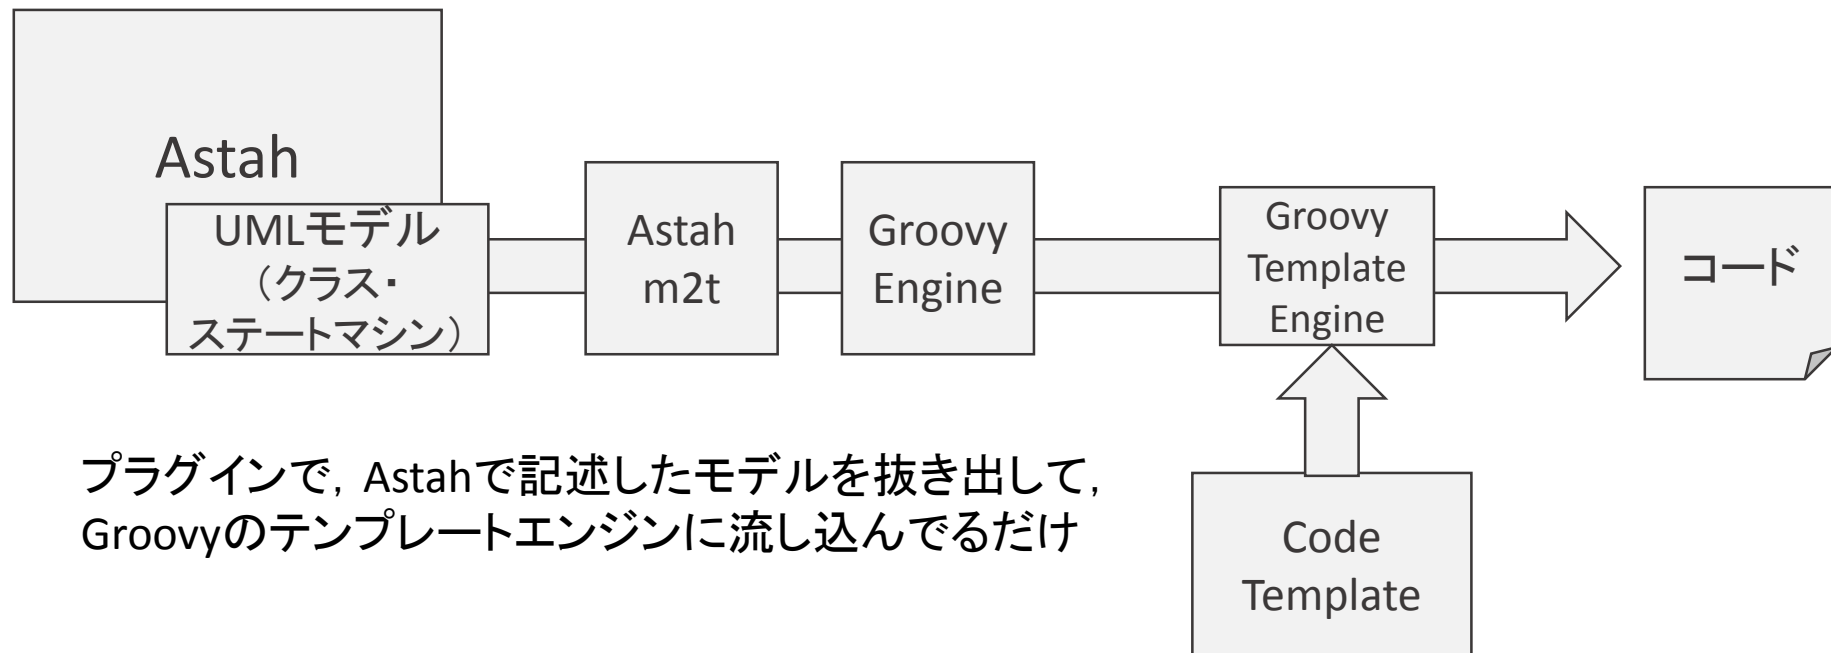 Astah
UMLモデル
（クラス・
ステートマシン）
Astah
m2t
Groovy
Engine
Groovy
Template
Engine
コード
プラグインで，Astahで記述したモデルを抜き出して，
Groovyのテンプレートエンジンに流し込んでるだけ
Code
Template